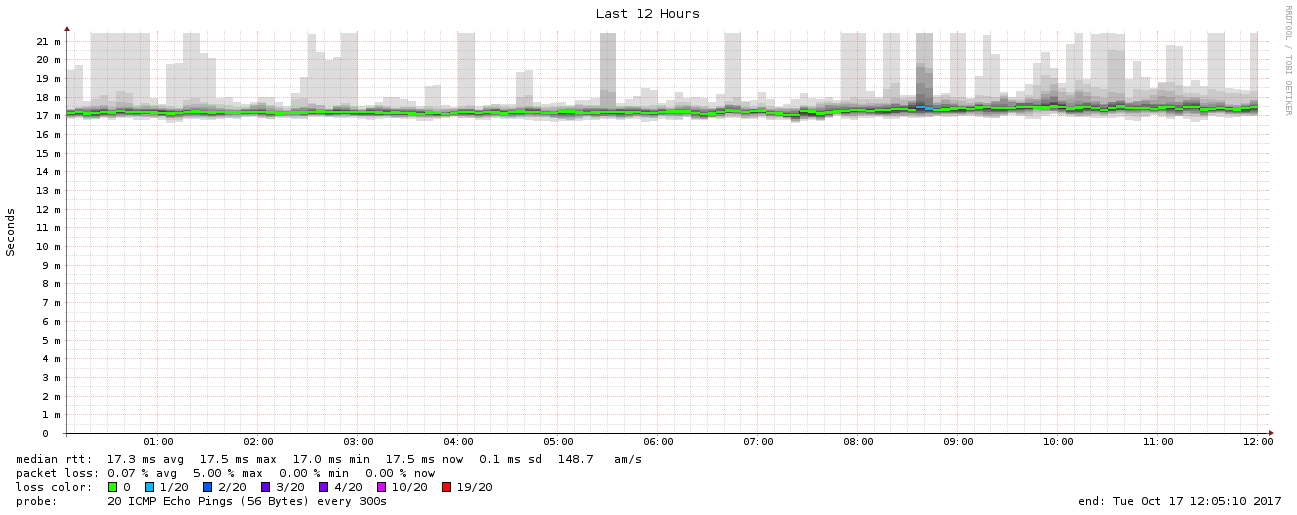 Last 12 Hours
RRDTOOL / TOBI OETIKER
Seconds
21 m
20 m
19 m
18 m
17 m
16 m
15 m
14 m
13 m
12 m
11 m
10 m
9 m
8 m
7 m
6 m
5 m
4 m
3 m
2 m
1 m
0
01:00 02:00 03:00 04:00 05:00 06:00 07:00 08:00 09:00 10:00 11:00 12:00
median rtt: 17.3 ms avg 17.5 ms max 17.0 ms min 17.5 ms now 0.1 ms sd 148.7 am/s
packet loss: 0.07 % avg 5.00 % max 0.00 % min 0.00 % now
loss color: 0 1/20 2/20 3/20 4/20 10/20 19/20
probe: 20 ICMP Echo Pings (56 Bytes) every 300s end: Tue Oct 17 12:05:10 2017